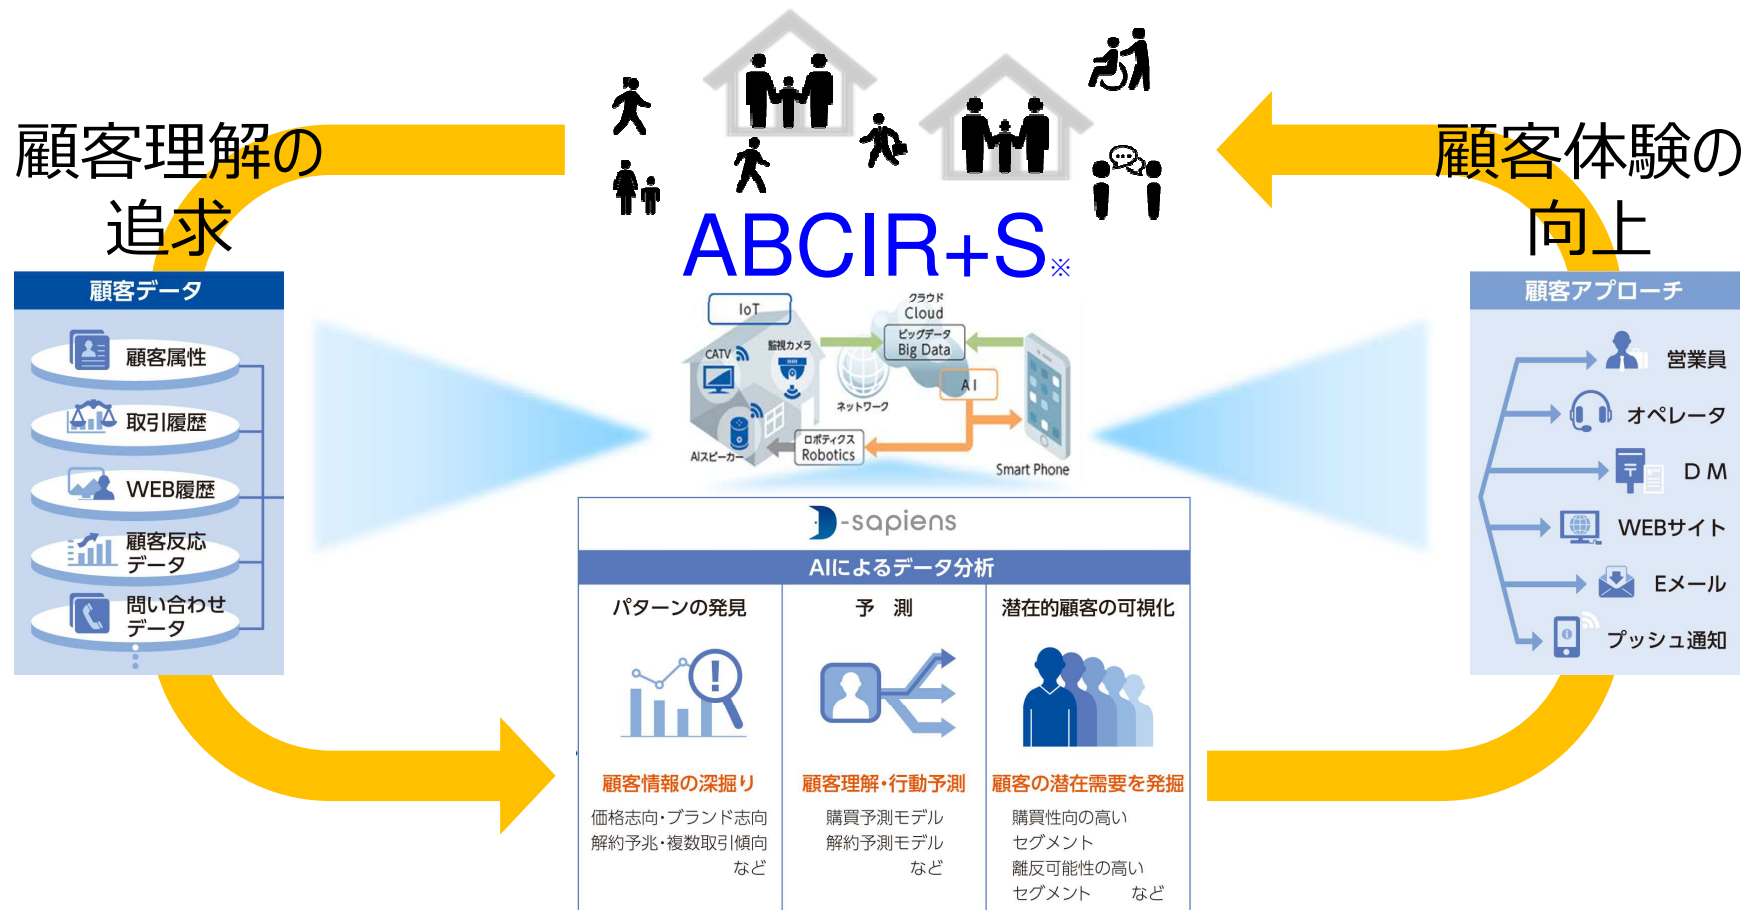 顧客理解の
追求
顧客体験の
向上
ABCIR+S※
顧客データ
顧客属性
取引履歴
WEB履歴
顧客反応
データ
問い合わせ
データ
IoT
クラウド
Cloud
ビッグデータ
Big Data
CATV
監視カメラ
AI
ネットワーク
ロボティクス
Robotics
AIスピーカー
Smart Phone
顧客アプローチ
営業員
オペレータ
DM
WEBサイト
Eメール
プッシュ通知
D-sapiens
AIによるデータ分析
パターンの発見
顧客情報の深掘り
価格志向・ブランド志向
解約予兆・複数取引傾向
など
予 測
顧客理解・行動予測
購買予測モデル
解約予測モデル
など
潜在的顧客の可視化
顧客の潜在需要を発掘
購買性向の高い
セグメント
離反可能性の高い
セグメント など